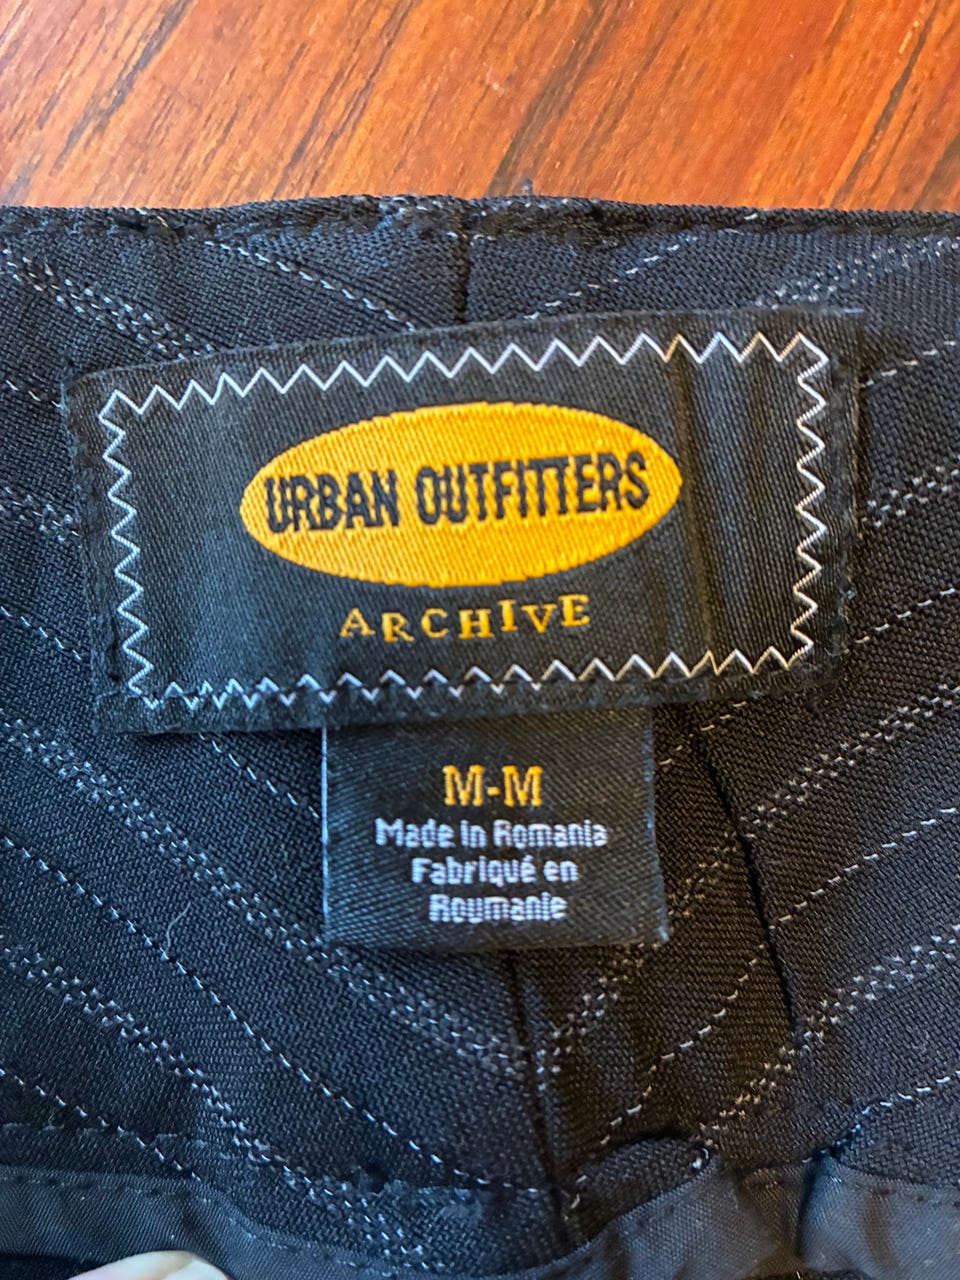 URBAN OUTFITTERS
ARCHIVE
M-M
Made in Romania
Fabriqué en
Roumanie